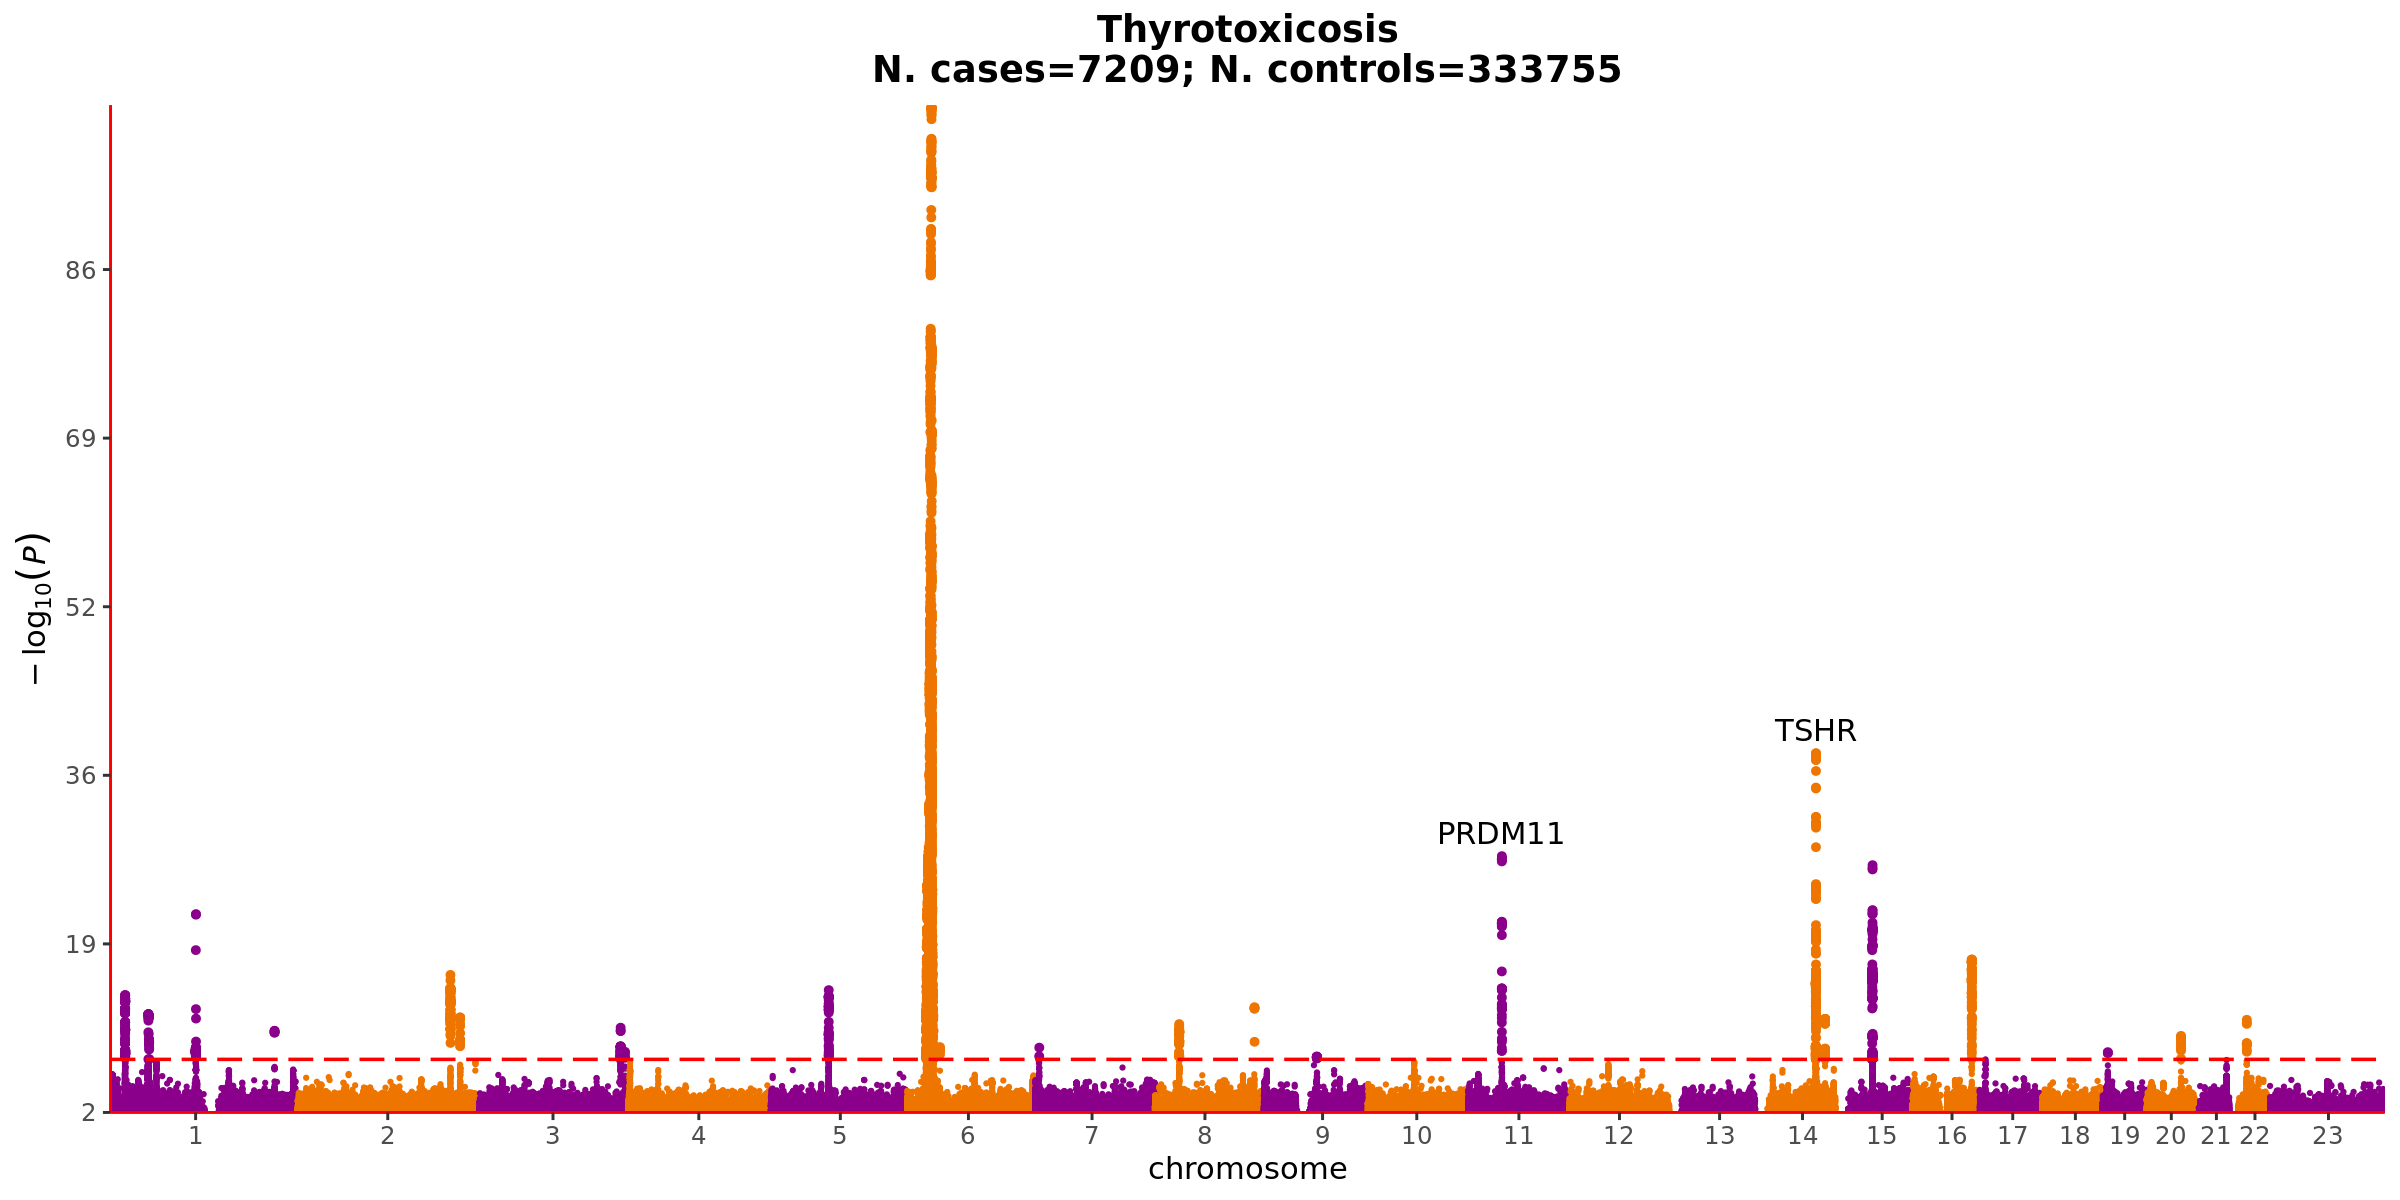 Thyrotoxicosis
N. cases=7209; N. controls=333755
− log10(P)
86
69
52
36
19
2
TSHR
PRDM11
1 2 3 4 5 6 7 8 9 10 11 12 13 14 15 16 17 18 19 20 21 22 23
chromosome